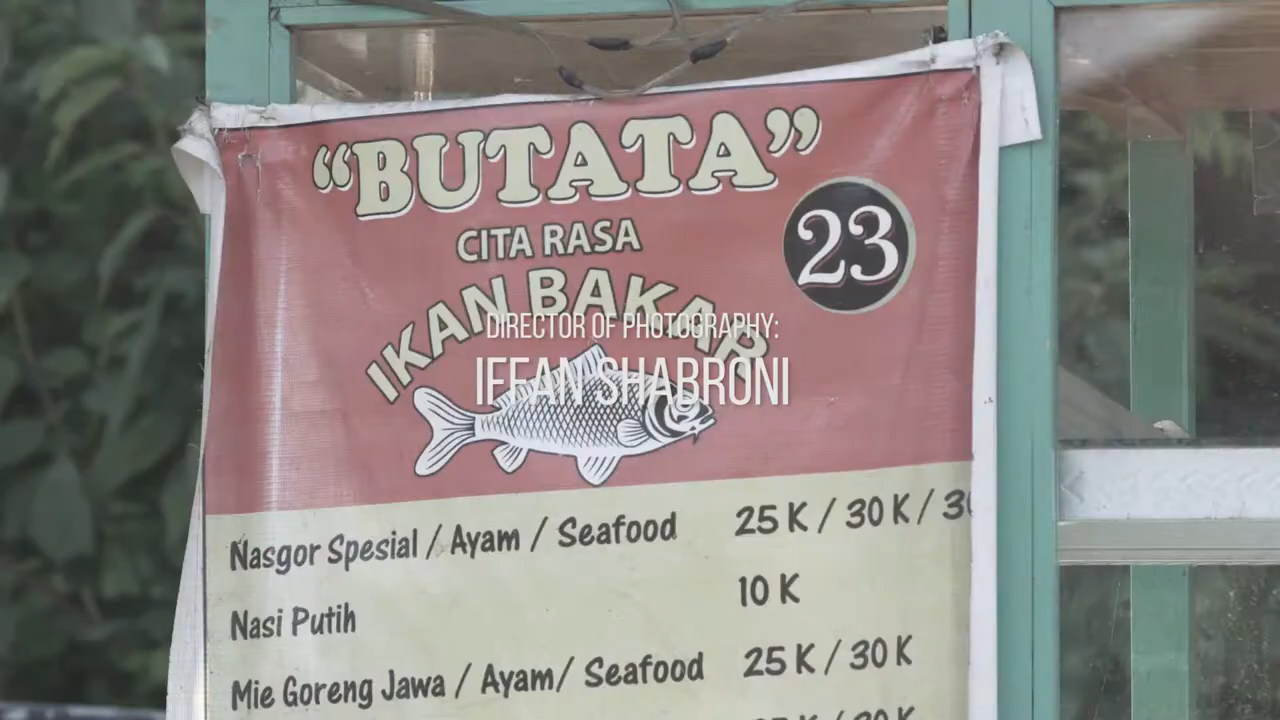 “BUTATA”
23
CITA RASA
IKAN BAKAR
DIRECTOR OF PHOTOGRAPHY:
IFFAN SHABRONI
Nasgor Spesial / Ayam / Seafood 25 K / 30 K /
Nasi Putih 10 K
Mie Goreng Jawa / Ayam/ Seafood 25 K / 30 K